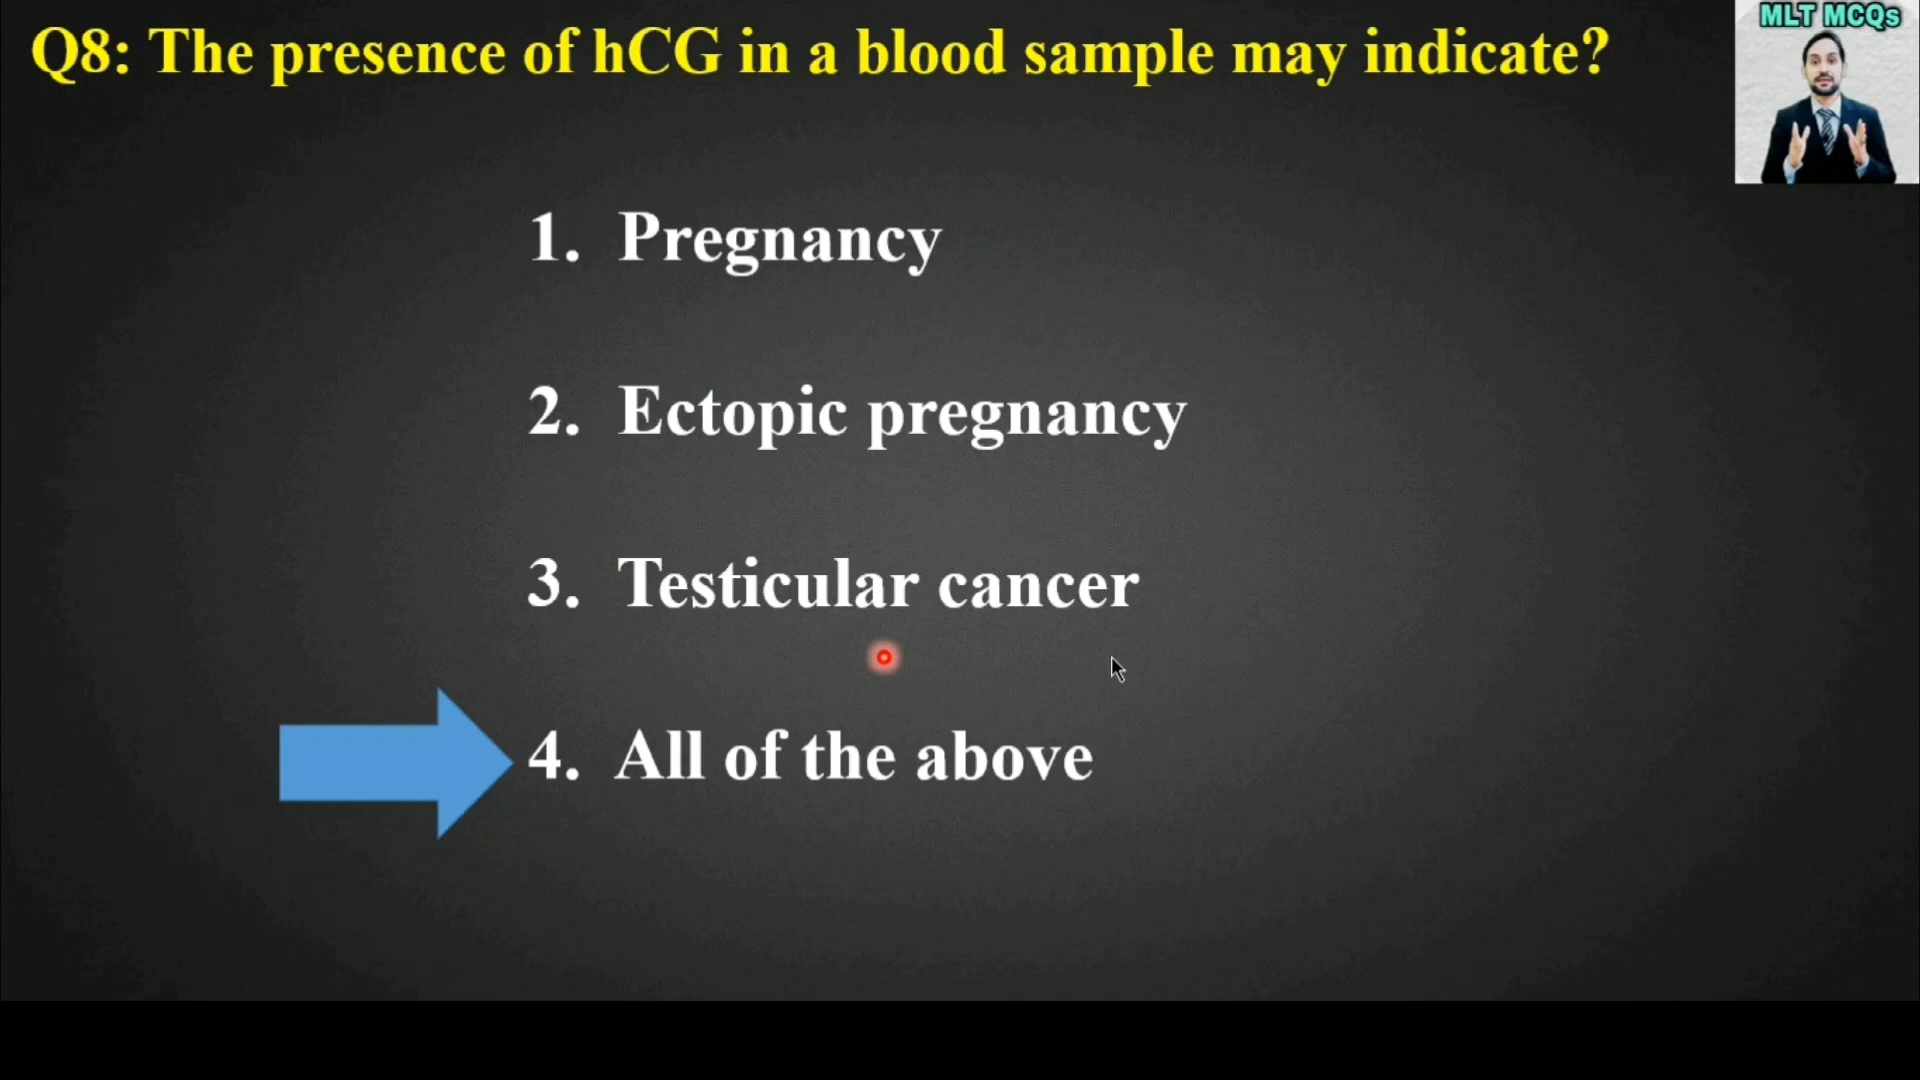 MLT MCQs
Q8: The presence of hCG in a blood sample may indicate?
1. Pregnancy
2. Ectopic pregnancy
3. Testicular cancer
4. All of the above